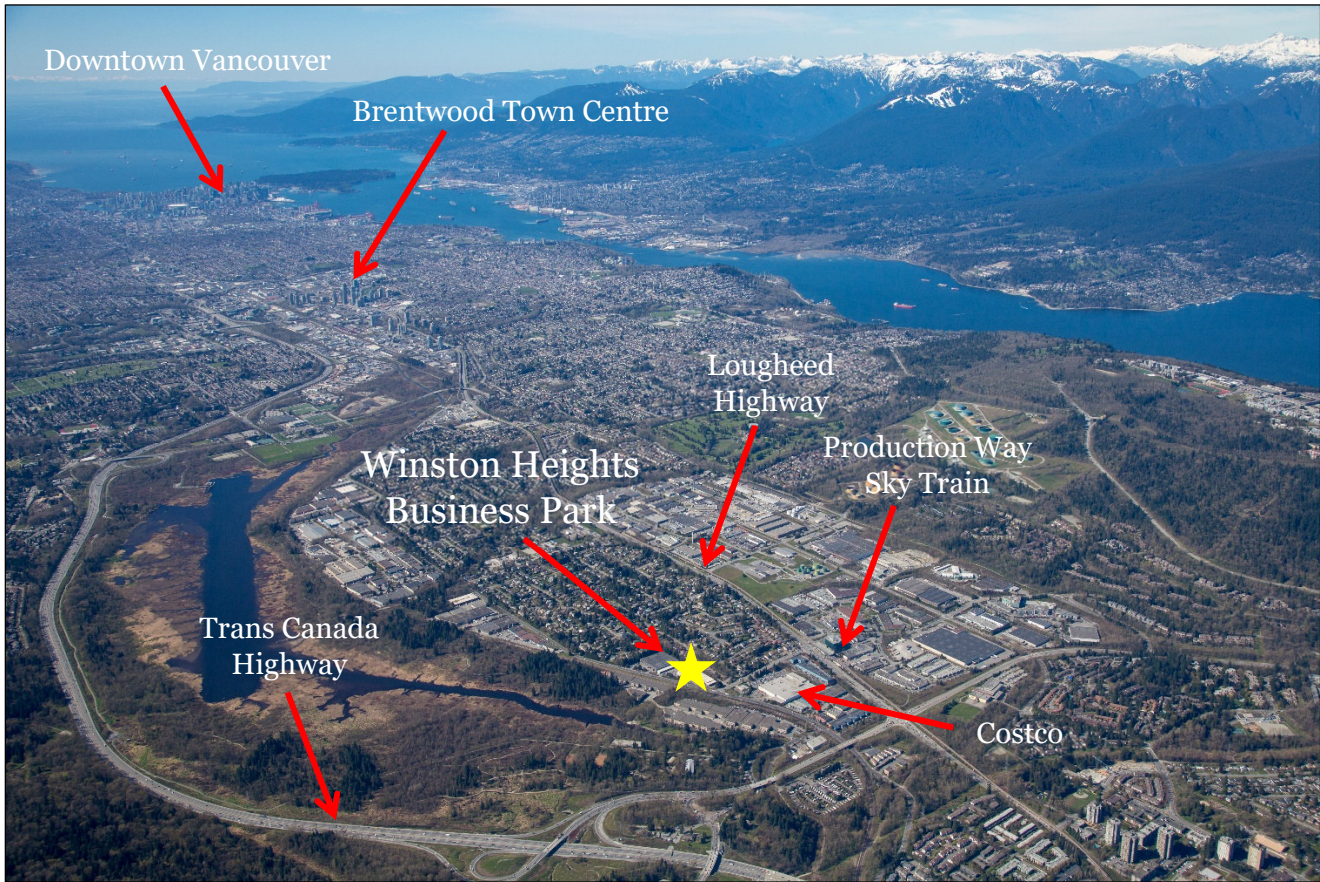 Downtown Vancouver
Brentwood Town Centre
Lougheed
Highway
Production Way
Sky Train
Winston Heights
Business Park
Trans Canada
Highway
Costco